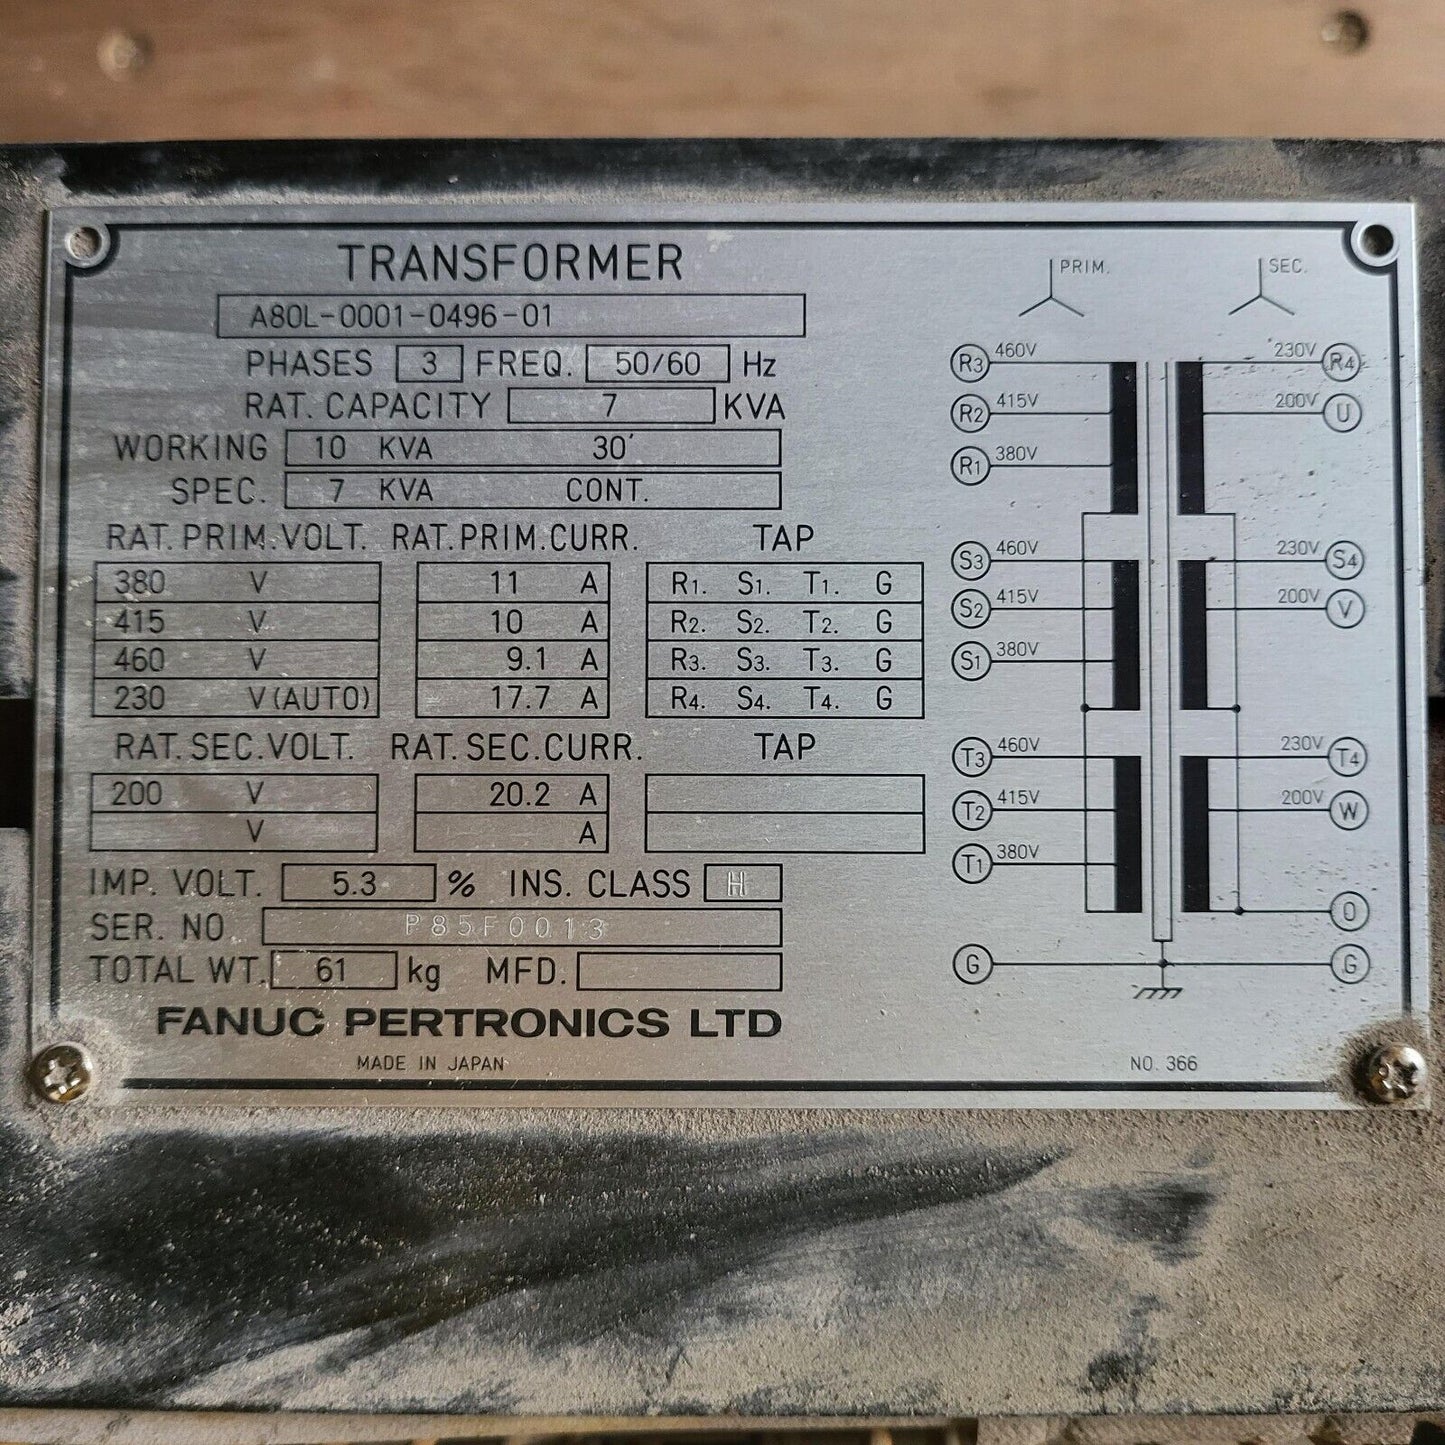 TRANSFORMER
A80L-0001-0496-01
PHASES 3 FREQ. 50/60 Hz
RAT. CAPACITY 7 KVA
WORKING 10 KVA 30′
SPEC. 7 KVA CONT.
RAT. PRIM. VOLT. RAT. PRIM. CURR. TAP
380 V 11 A R1. S1. T1. G
415 V 10 A R2. S2. T2. G
460 V 9.1 A R3. S3. T3. G
230 V (AUTO) 17.7 A R4. S4. T4. G
RAT. SEC. VOLT. RAT. SEC. CURR. TAP
200 V 20.2 A
V A
IMP. VOLT. 5.3 % INS. CLASS H
SER. NO P85F0013
TOTAL WT. 61 kg MFD.
FANUC PERTRONICS LTD
MADE IN JAPAN
PRIM. SEC.
R3 460V 230V R4
R2 415V 200V U
R1 380V
S3 460V 230V S4
S2 415V 200V V
S1 380V
T3 460V 230V T4
T2 415V 200V W
T1 380V
O
G G
NO. 366